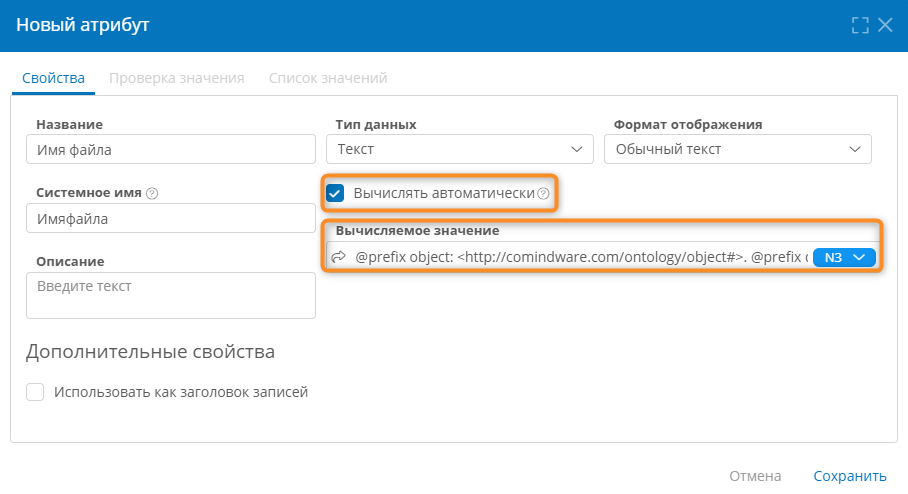 Новый атрибут
Свойства Проверка значения Список значений
Название Тип данных Формат отображения
Имя файла Текст Обычный текст
Системное имя Вычислять автоматически
Имяфайла
Вычисляемое значение
@prefix object: <http://comindware.com/ontology/object#>. @prefix N3
Описание
Введите текст
Дополнительные свойства
Использовать как заголовок записей
Отмена Сохранить